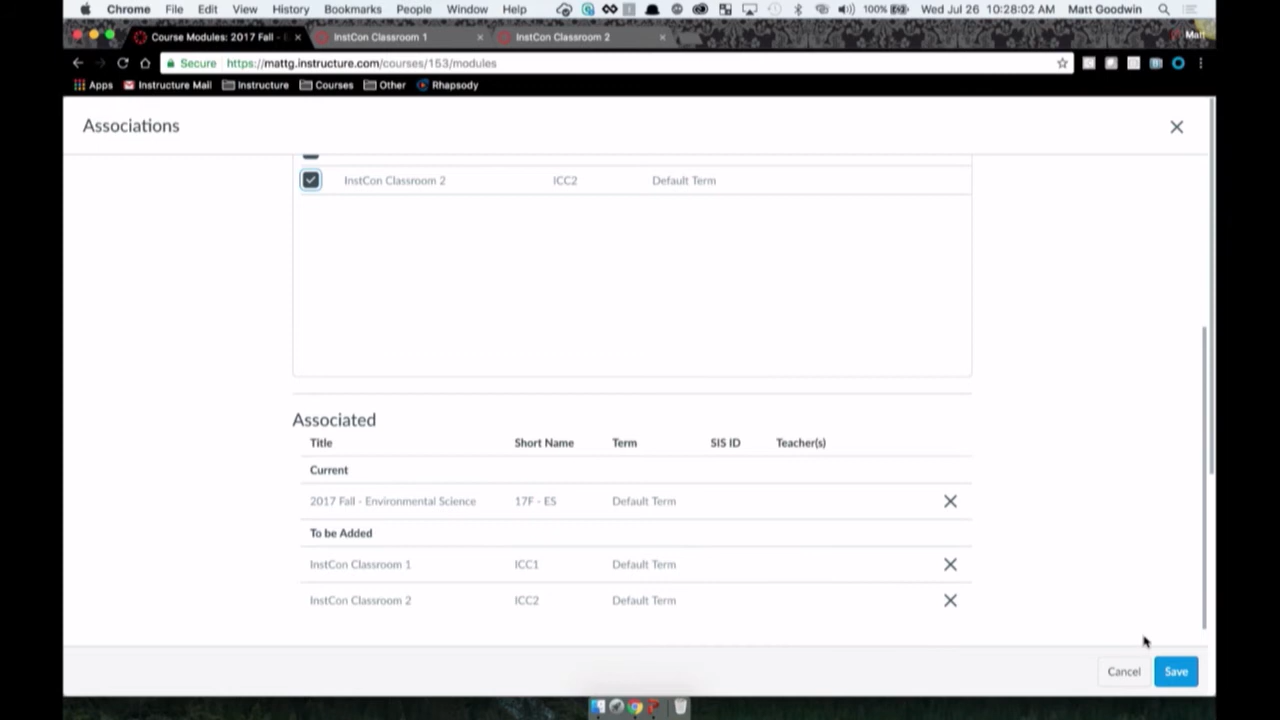 Chrome File Edit View History Bookmarks People Window Help 100% Wed Jul 26 10:28:02 AM Matt Goodwin
Course Modules: 2017 Fall - InstCon Classroom 1 InstCon Classroom 2 Matt
Secure https://mattg.instructure.com/courses/153/modules
Apps Instructure Mail Instructure Courses Other Rhapsody
Associations
InstCon Classroom 2 ICC2 Default Term
Associated
Title Short Name Term SIS ID Teacher(s)
Current
2017 Fall - Environmental Science 17F - ES Default Term
To be Added
InstCon Classroom 1 ICC1 Default Term
InstCon Classroom 2 ICC2 Default Term
Cancel Save